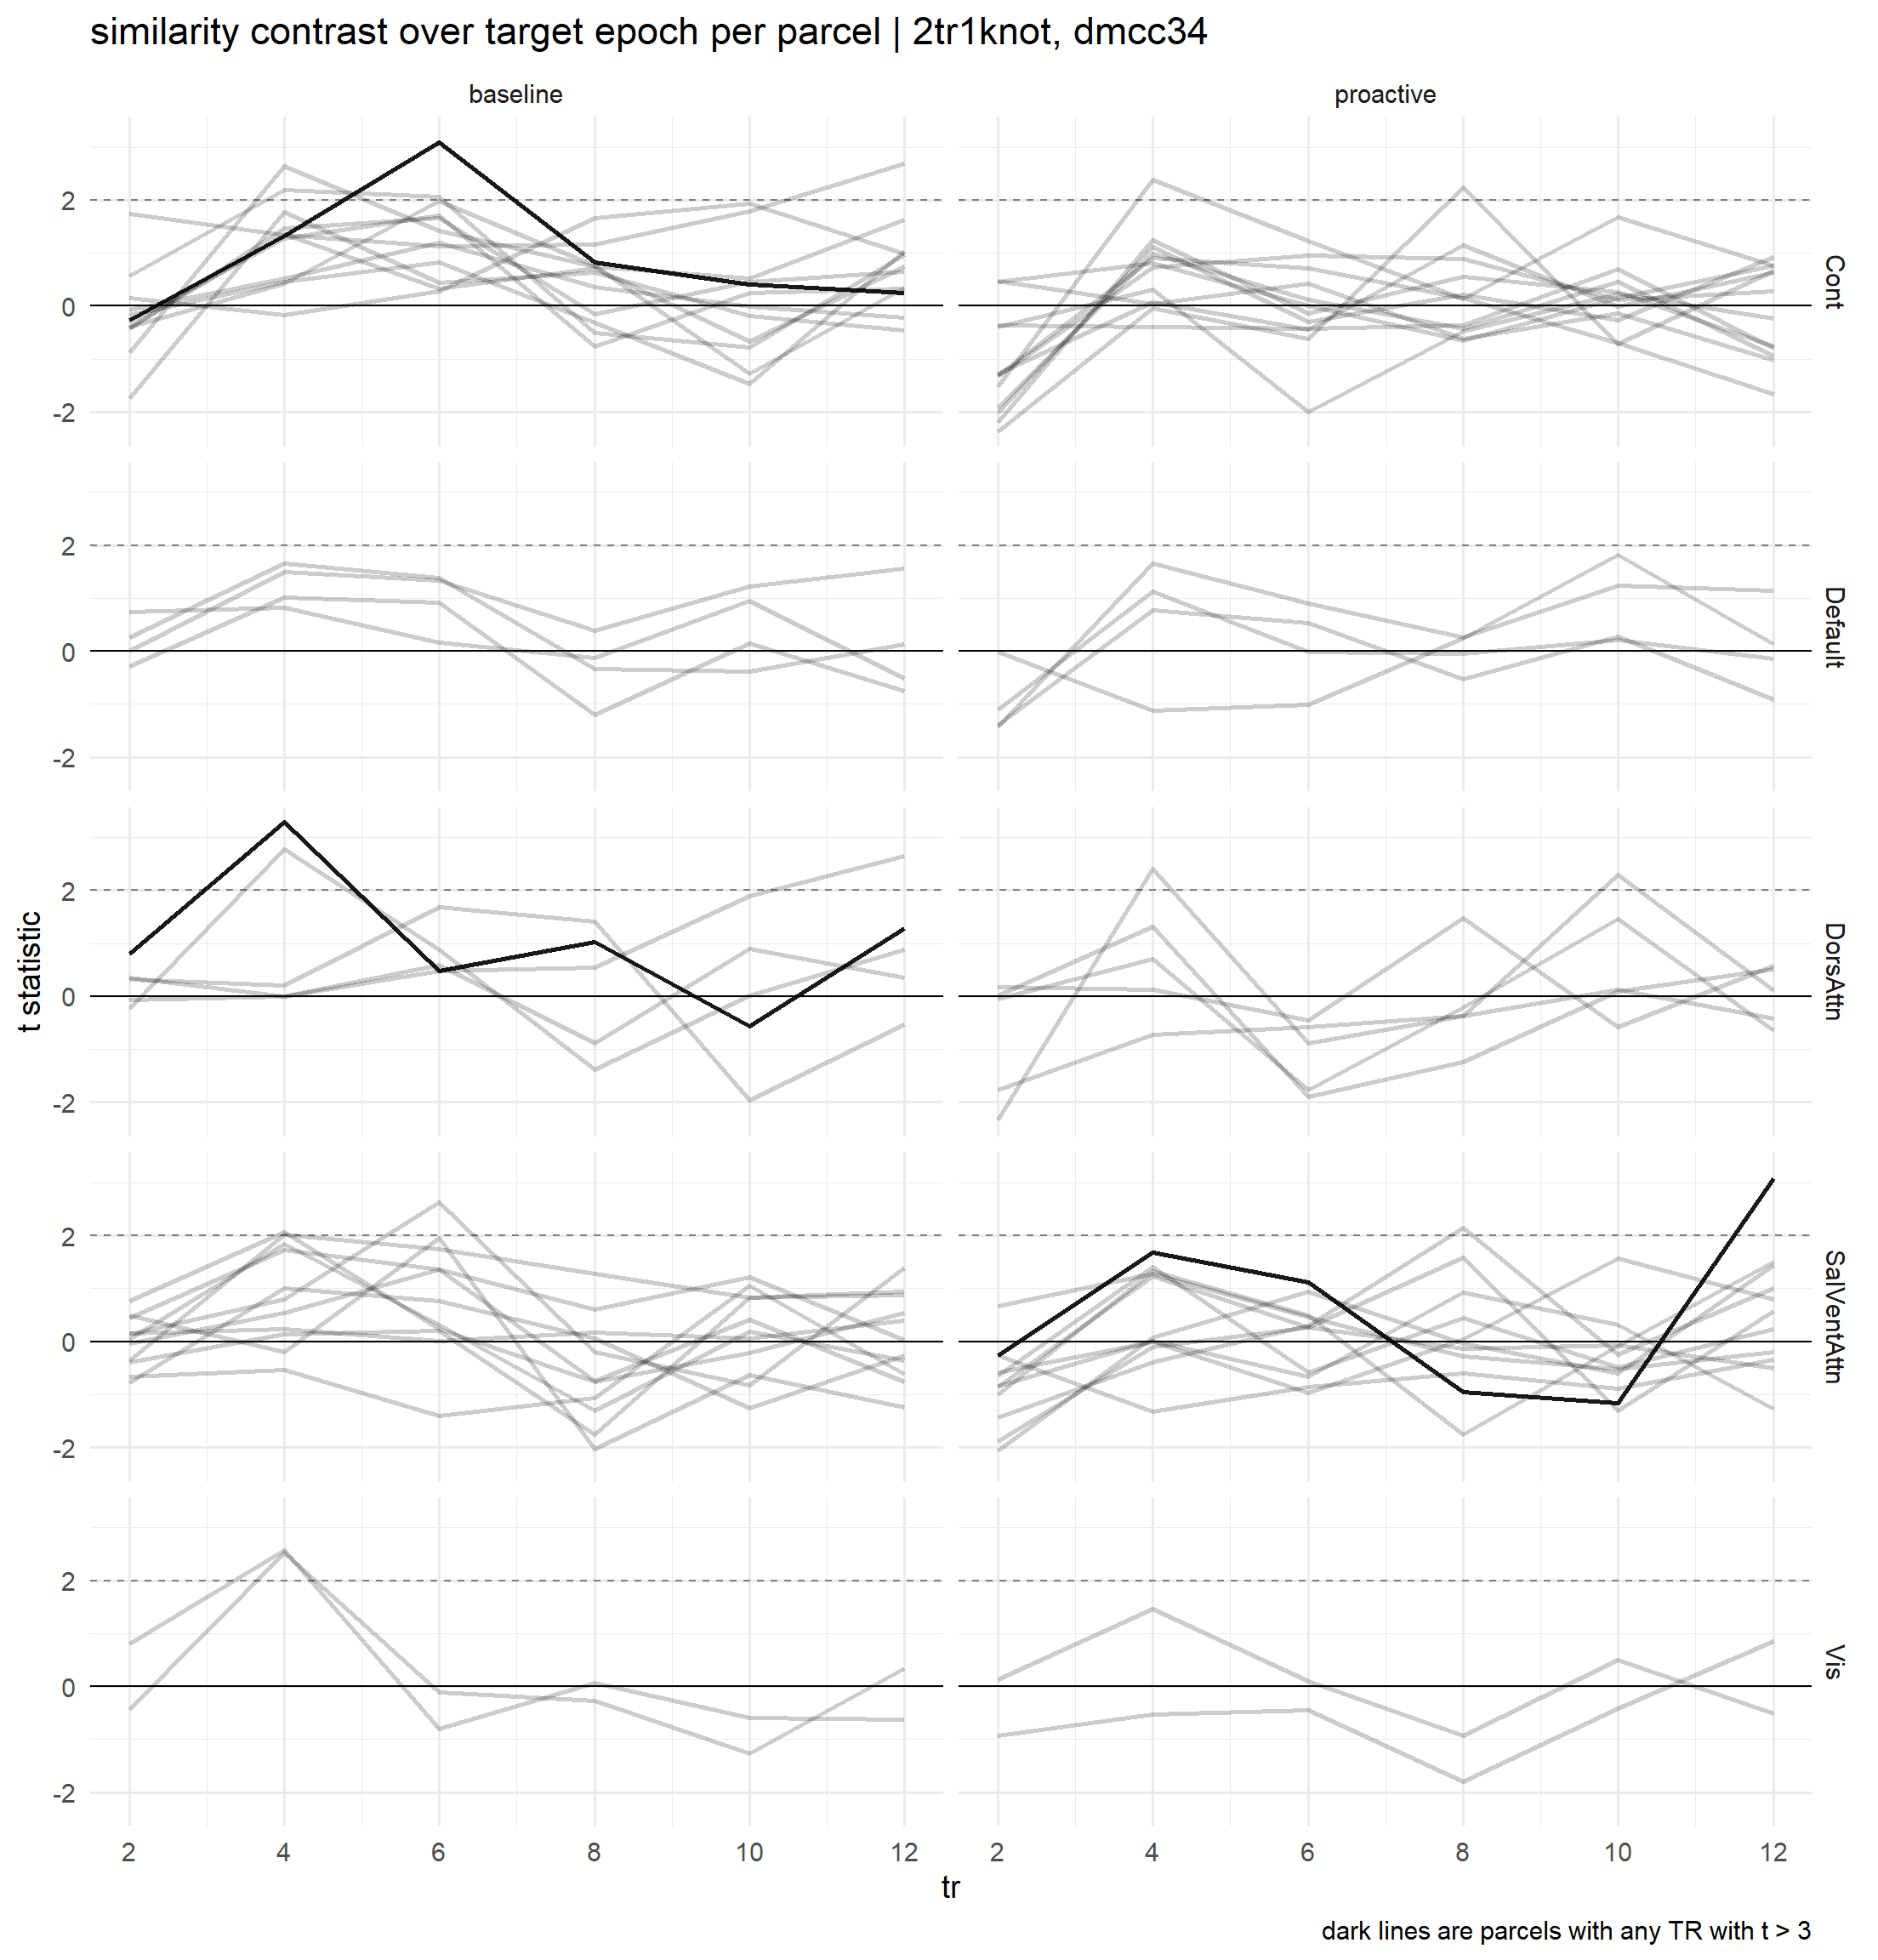 similarity contrast over target epoch per parcel | 2tr1knot, dmcc34
baseline
proactive
2
0
-2
Cont
2
0
-2
Default
2
0
-2
DorsAttn
2
0
-2
SalVentAttn
2
0
-2
Vis
t statistic
2 4 6 8 10 12
2 4 6 8 10 12
tr
dark lines are parcels with any TR with t > 3